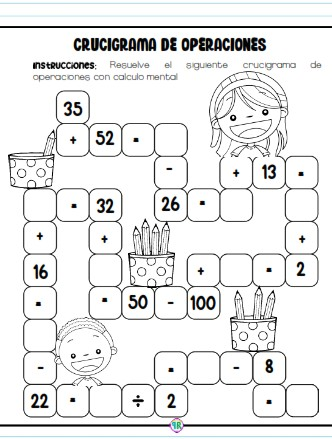 CRUCIGRAMA DE OPERACIONES
Instrucciones: Resuelve el siguiente crucigrama de
operaciones con calculo mental
35
+ 52 =
- + 13 =
= 32 26 =
+ + +
16 + = 2
= = 50 - 100
- = - 8
22 = ÷ 2 =